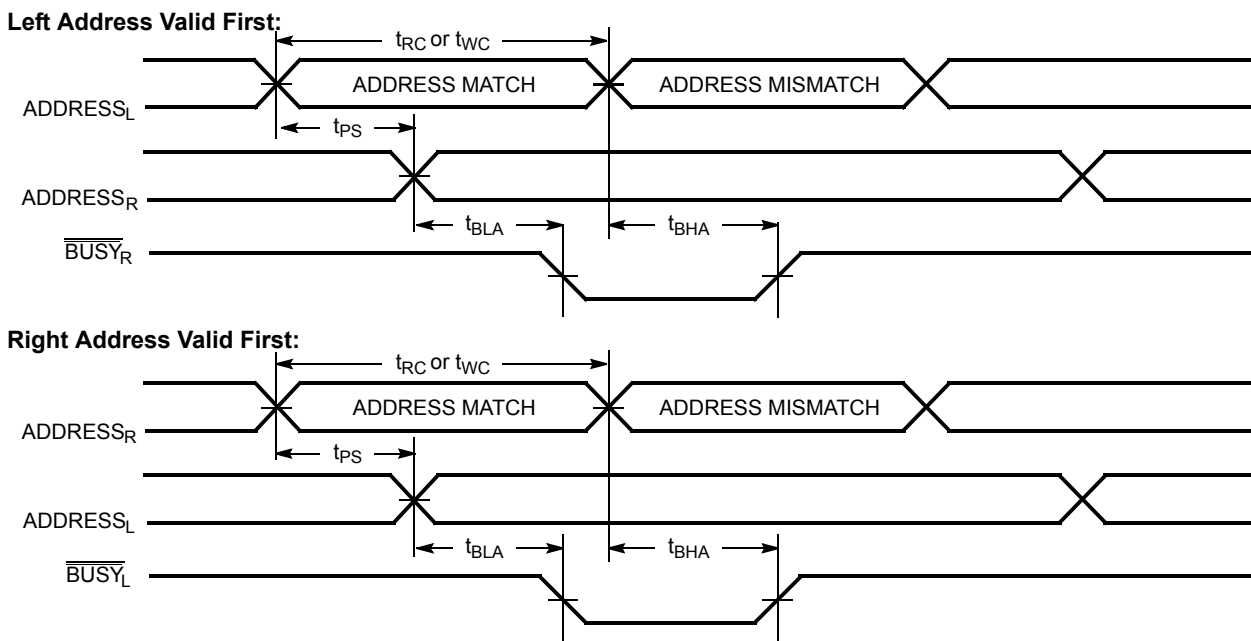 Left Address Valid First:
tRC or tWC
ADDRESS MATCH ADDRESS MISMATCH
ADDRESSL
tPS
ADDRESSR
tBLA tBHA
BUSYR
Right Address Valid First:
tRC or tWC
ADDRESS MATCH ADDRESS MISMATCH
ADDRESSR
tPS
ADDRESSL
tBLA tBHA
BUSYL